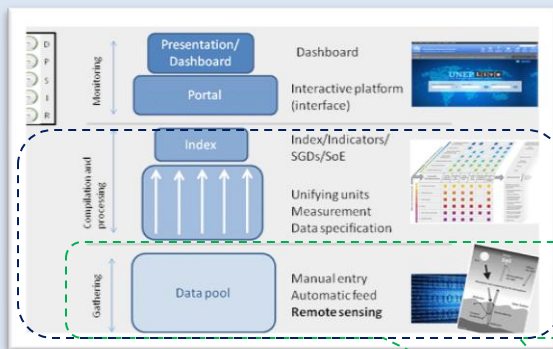 D
P
S
I
R
Monitoring
Presentation/
Dashboard
Dashboard
Portal
Interactive platform
(interface)
UNEP Live
Compilation and
processing
Index
Index/Indicators/
SGDs/SoE
Unifying units
Measurement
Data specification
Gathering
Data pool
Manual entry
Automatic feed
Remote sensing